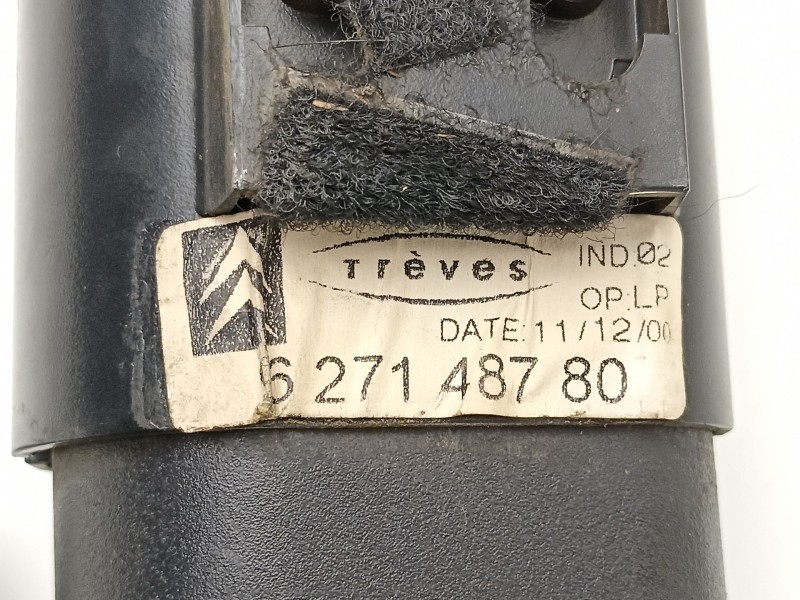 Trèves
IND.02
OP:LP
DATE: 11/12/00
6 271 487 80